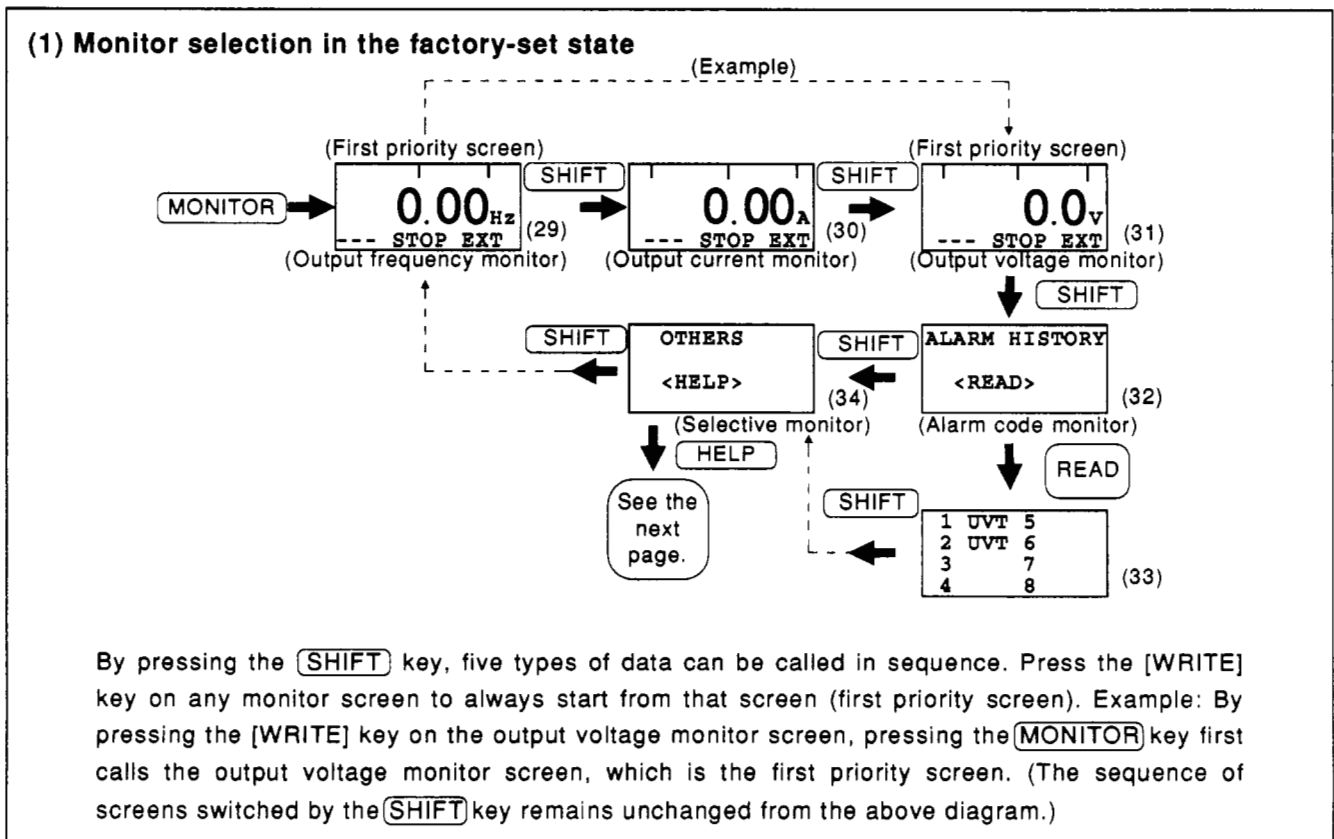 (1) Monitor selection in the factory-set state
(Example)
(First priority screen)
(First priority screen)
MONITOR
0.00Hz
--- STOP EXT
(29)
(Output frequency monitor)
SHIFT
0.00A
--- STOP EXT
(30)
(Output current monitor)
SHIFT
0.0V
--- STOP EXT
(31)
(Output voltage monitor)
SHIFT
ALARM HISTORY
<READ>
(32)
(Alarm code monitor)
SHIFT
OTHERS
<HELP>
(34)
(Selective monitor)
SHIFT
HELP
See the
next
page.
READ
1 UVT 5
2 UVT 6
3 7
4 8
(33)
SHIFT
By pressing the SHIFT key, five types of data can be called in sequence. Press the [WRITE]
key on any monitor screen to always start from that screen (first priority screen). Example: By
pressing the [WRITE] key on the output voltage monitor screen, pressing the MONITOR key first
calls the output voltage monitor screen, which is the first priority screen. (The sequence of
screens switched by the SHIFT key remains unchanged from the above diagram.)